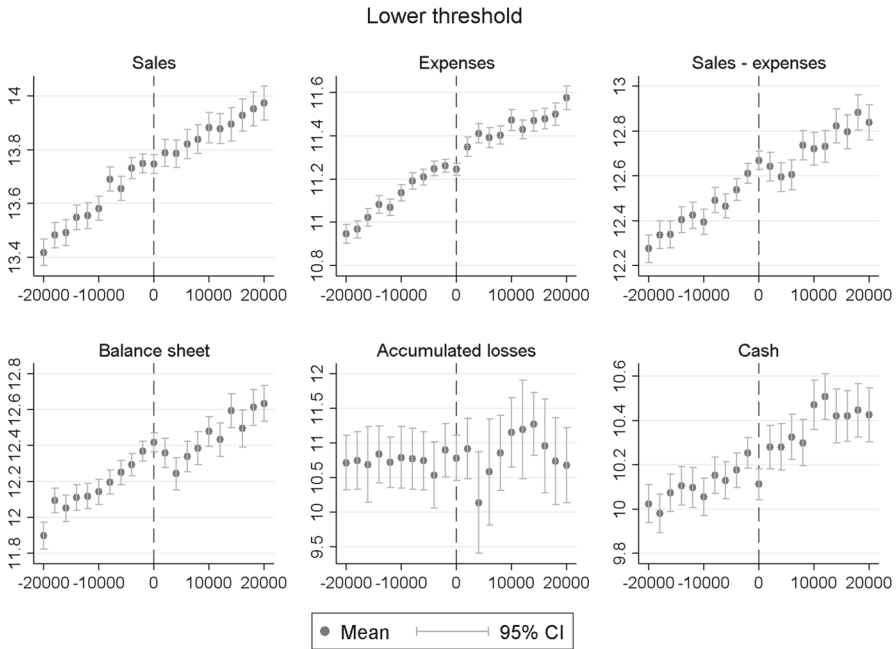 Lower threshold
Sales
14
13.8
13.6
13.4
-20000 -10000 0 10000 20000
Expenses
11.6
11.4
11.2
11
10.8
-20000 -10000 0 10000 20000
Sales - expenses
13
12.8
12.6
12.4
12.2
-20000 -10000 0 10000 20000
Balance sheet
12.8
12.6
12.4
12.2
12
11.8
-20000 -10000 0 10000 20000
Accumulated losses
12
11.5
11
10.5
10
9.5
-20000 -10000 0 10000 20000
Cash
10.6
10.4
10.2
10
9.8
-20000 -10000 0 10000 20000
Mean 95% CI